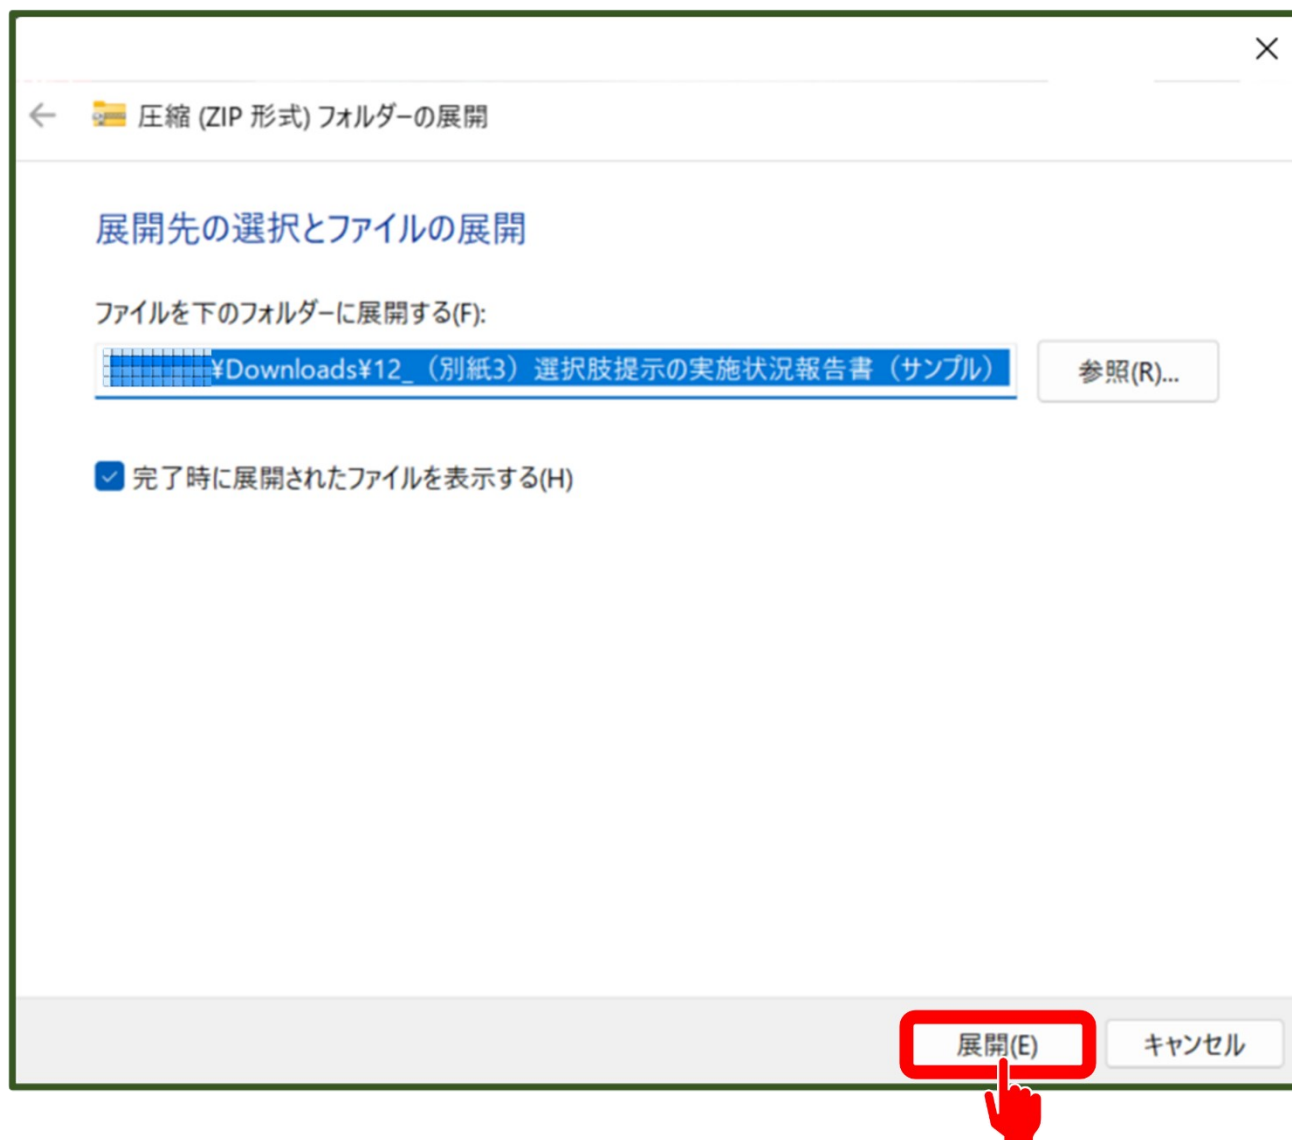 圧縮 (ZIP 形式) フォルダーの展開
展開先の選択とファイルの展開
ファイルを下のフォルダーに展開する(F):
¥Downloads¥12_（別紙3）選択肢提示の実施状況報告書（サンプル）
参照(R)...
完了時に展開されたファイルを表示する(H)
展開(E)
キャンセル